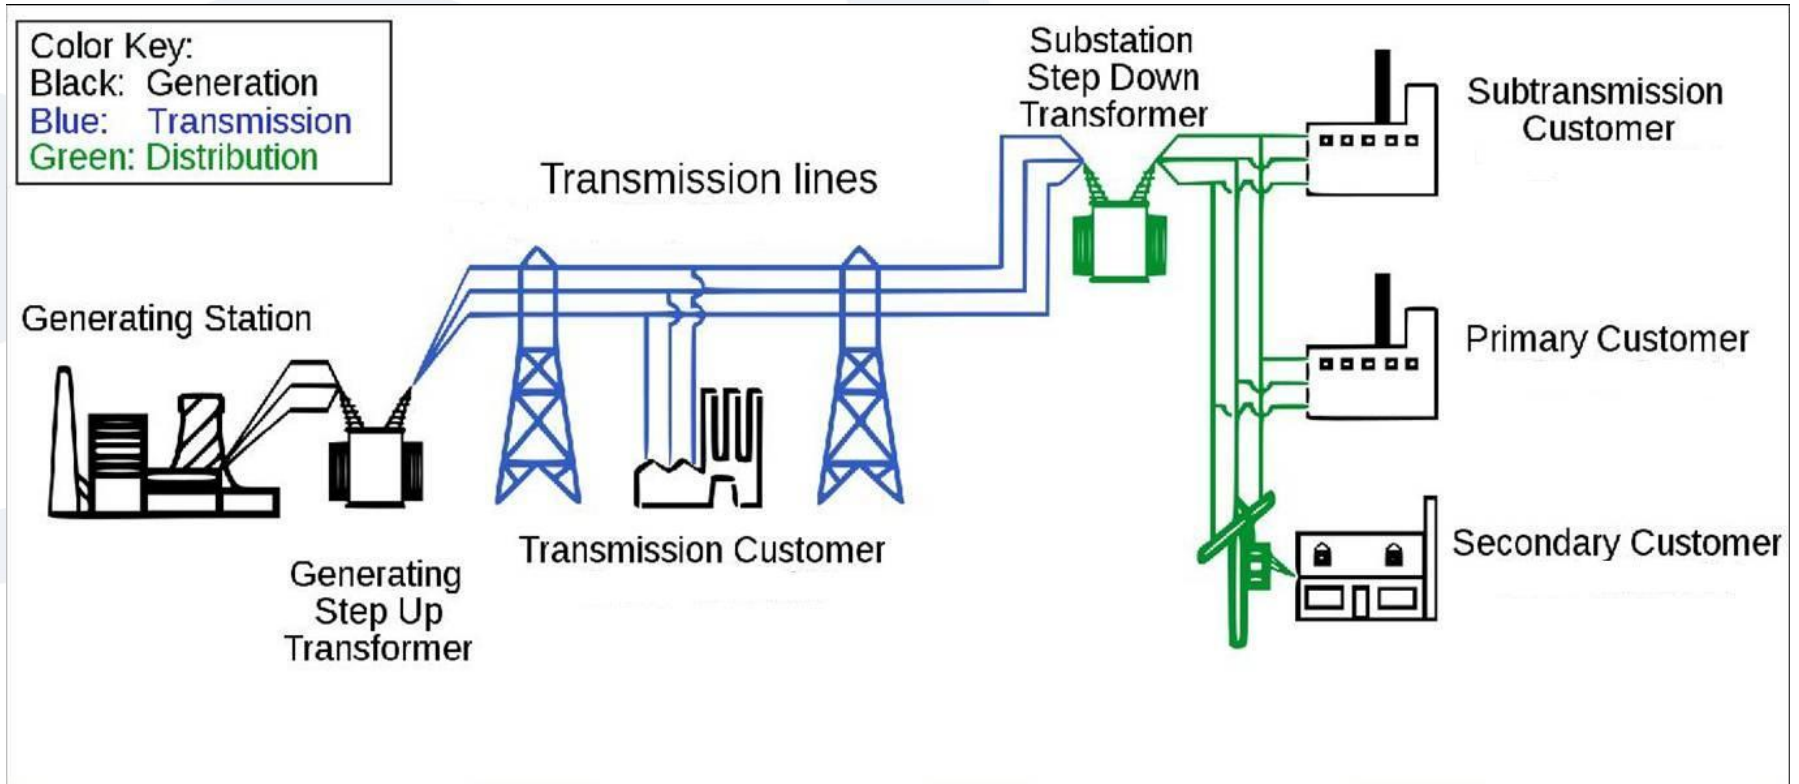 Color Key:
Black: Generation
Blue: Transmission
Green: Distribution
Substation
Step Down
Transformer
Subtransmission
Customer
Transmission lines
Generating Station
Primary Customer
Transmission Customer
Secondary Customer
Generating
Step Up
Transformer